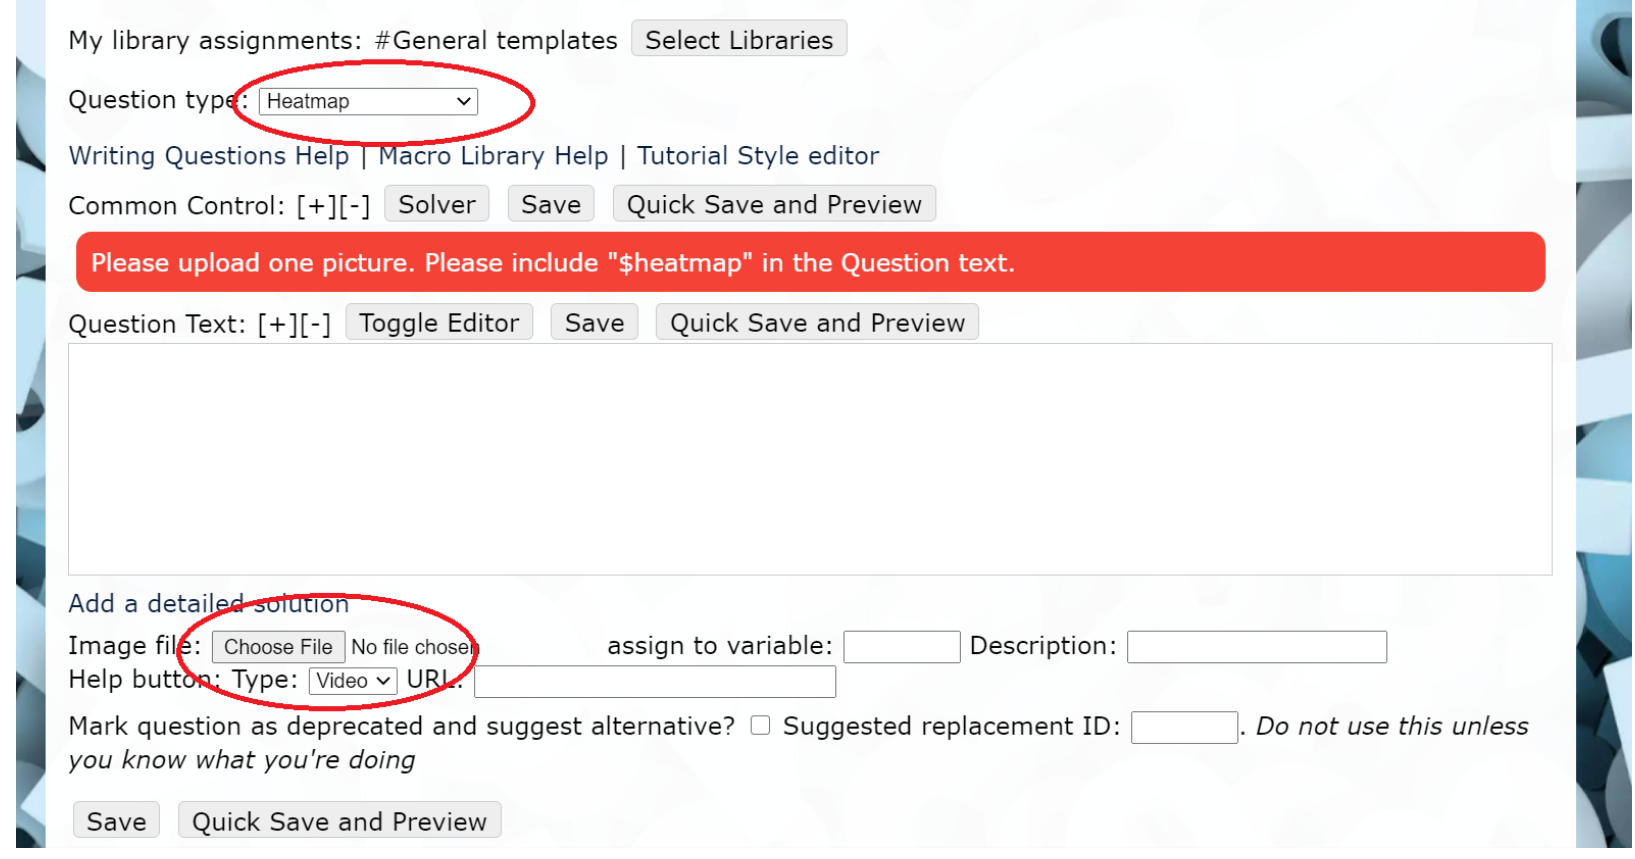 My library assignments: #General templates Select Libraries
Question type: Heatmap
Writing Questions Help | Macro Library Help | Tutorial Style editor
Common Control: [+][-] Solver Save Quick Save and Preview
Please upload one picture. Please include "$heatmap" in the Question text.
Question Text: [+][-] Toggle Editor Save Quick Save and Preview
Add a detailed solution
Image file: Choose File No file chosen assign to variable: Description:
Help button: Type: Video URL:
Mark question as deprecated and suggest alternative? Suggested replacement ID: . Do not use this unless
you know what you're doing
Save Quick Save and Preview